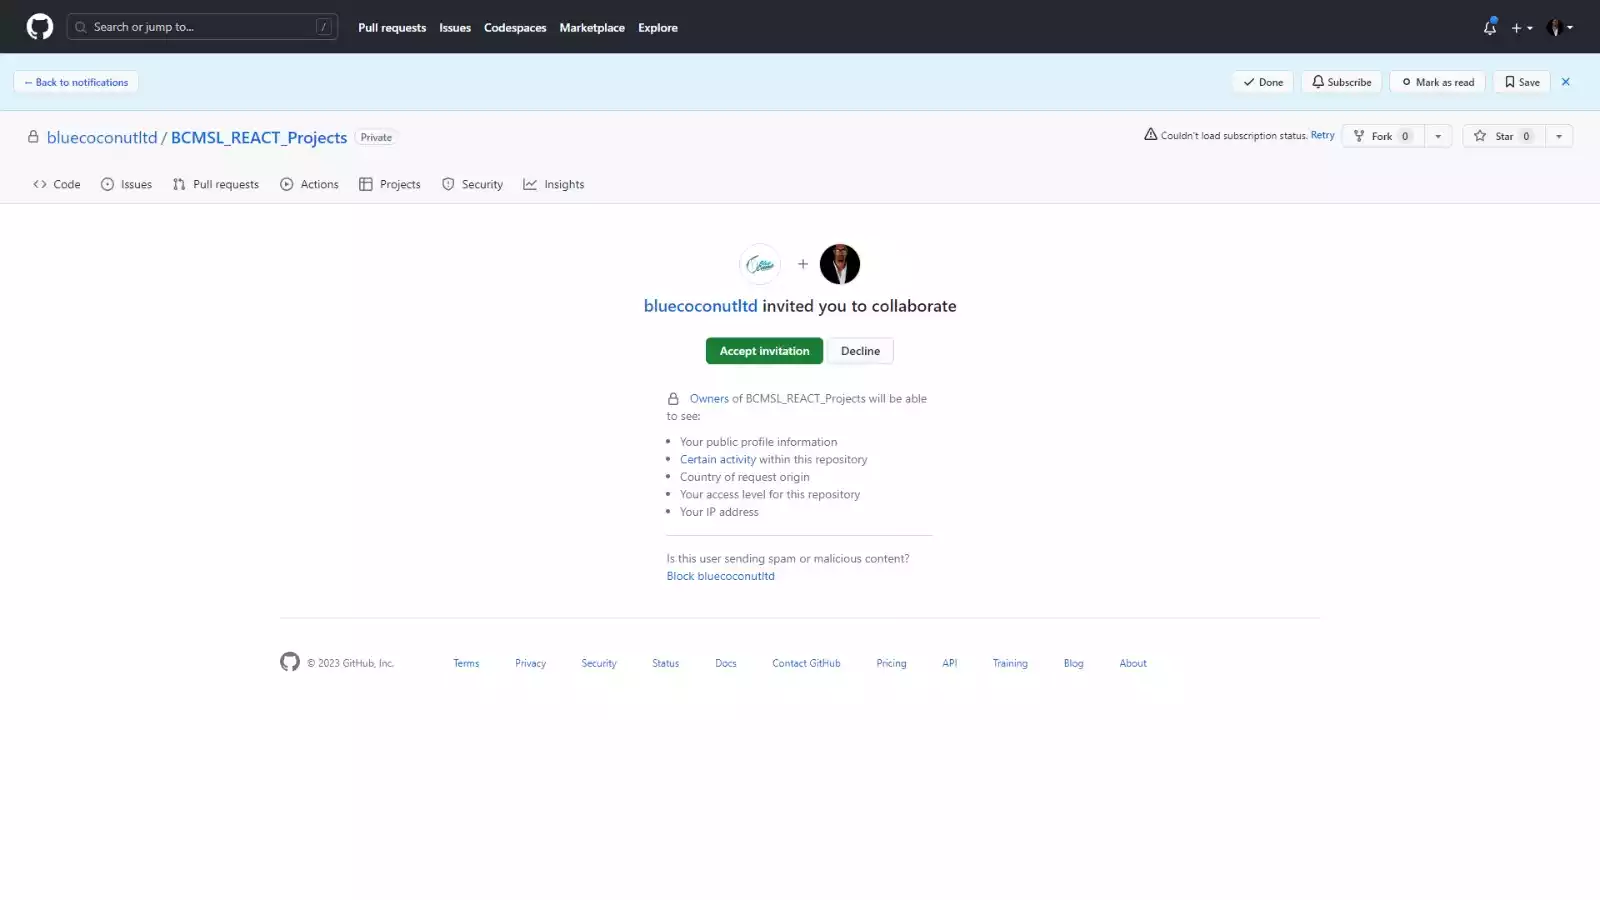 Search or jump to...
/
Pull requests
Issues
Codespaces
Marketplace
Explore
← Back to notifications
Done
Subscribe
Mark as read
Save
bluecoconutltd / BCMSL_REACT_Projects
Private
Couldn't load subscription status. Retry
Fork 0
Star 0
Code
Issues
Pull requests
Actions
Projects
Security
Insights
bluecoconutltd invited you to collaborate
Accept invitation
Decline
Owners of BCMSL_REACT_Projects will be able
to see:
Your public profile information
Certain activity within this repository
Country of request origin
Your access level for this repository
Your IP address
Is this user sending spam or malicious content?
Block bluecoconutltd
© 2023 GitHub, Inc.
Terms
Privacy
Security
Status
Docs
Contact GitHub
Pricing
API
Training
Blog
About